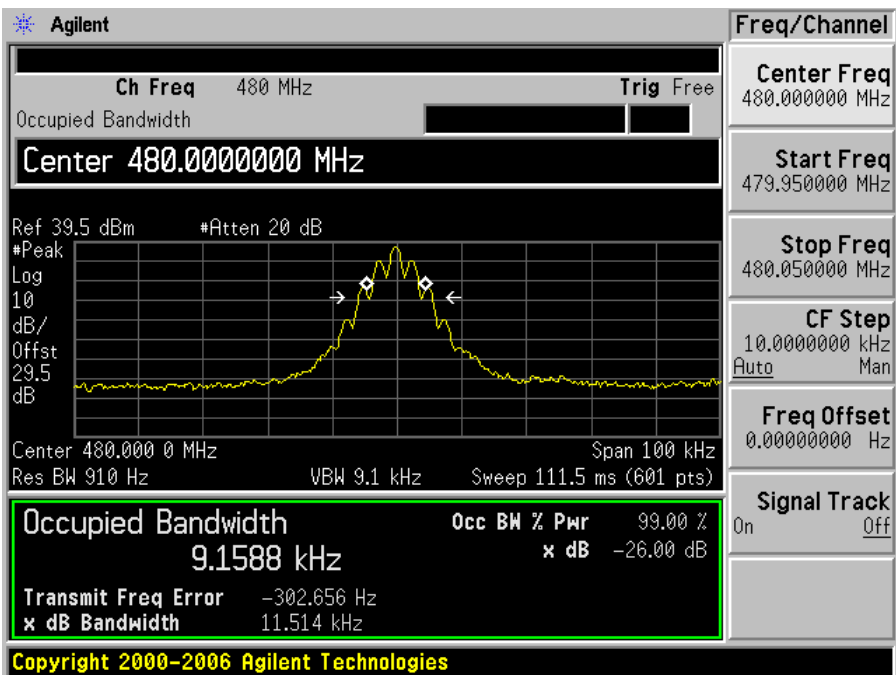 Agilent
Freq/Channel
Ch Freq 480 MHz Trig Free
Occupied Bandwidth
Center 480.0000000 MHz
Ref 39.5 dBm #Atten 20 dB
#Peak
Log
10
dB/
Offst
29.5
dB
Center 480.000 0 MHz Span 100 kHz
Res BW 910 Hz VBW 9.1 kHz Sweep 111.5 ms (601 pts)
Occupied Bandwidth
9.1588 kHz
Occ BW % Pwr 99.00 %
x dB -26.00 dB
Transmit Freq Error -302.656 Hz
x dB Bandwidth 11.514 kHz
Center Freq
480.000000 MHz
Start Freq
479.950000 MHz
Stop Freq
480.050000 MHz
CF Step
10.0000000 kHz
Auto Man
Freq Offset
0.00000000 Hz
Signal Track
On Off
Copyright 2000-2006 Agilent Technologies